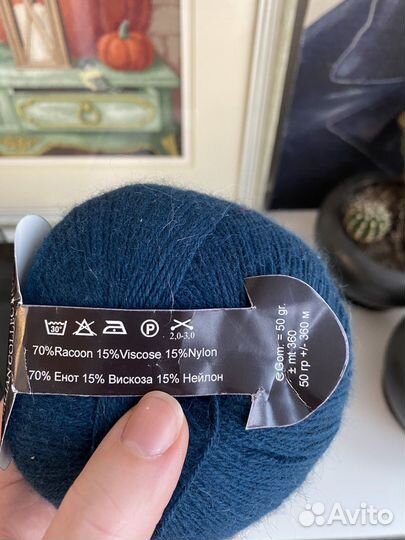 30°
2,0-3,0
70%Racoon 15%Viscose 15%Nylon
70% Енот 15% Вискоза 15% Нейлон
Gom: = 50 gr.
± mt 360
50 гр +/- 360 м
Avito